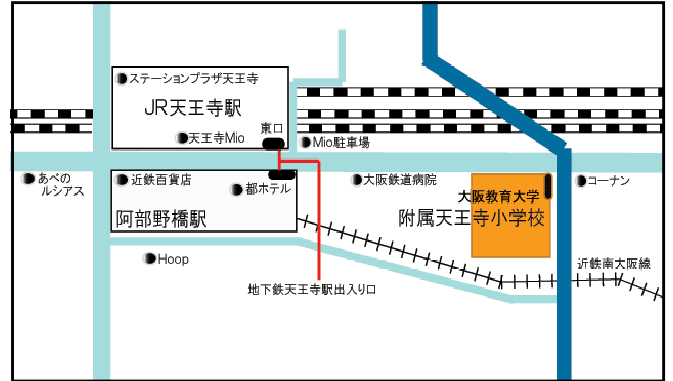 ステーションプラザ天王寺
JR天王寺駅
東口
天王寺Mio
Mio駐車場
あべの
ルシアス
近鉄百貨店
都ホテル
大阪鉄道病院
大阪教育大学
附属天王寺小学校
コーナン
阿部野橋駅
Hoop
近鉄南大阪線
地下鉄天王寺駅出入り口